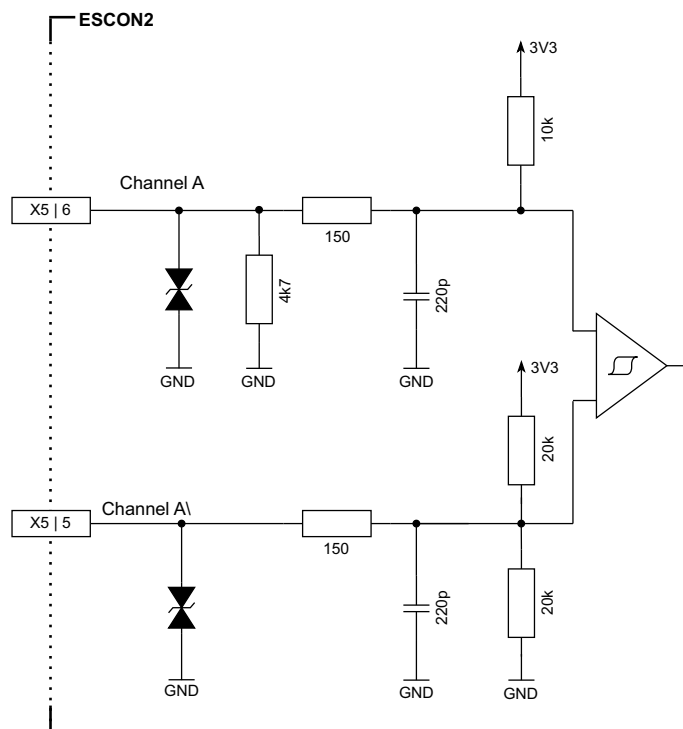 ESCON2
3V3
10k
Channel A
X5 | 6
150
4k7
220p
GND
GND
GND
3V3
20k
Channel A\
X5 | 5
150
220p
20k
GND
GND
GND